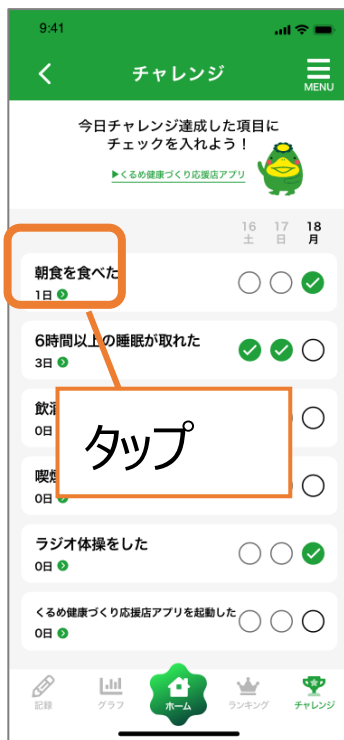 9:41
チャレンジ
MENU
今日チャレンジ達成した項目に
チェックを入れよう！
▶くるめ健康づくり応援店アプリ
16 17 18
土 日 月
朝食を食べた
1日
6時間以上の睡眠が取れた
3日
飲酒
0日
タップ
喫煙
0日
ラジオ体操をした
0日
くるめ健康づくり応援店アプリを起動した
0日
記録 グラフ ホーム ランキング チャレンジ